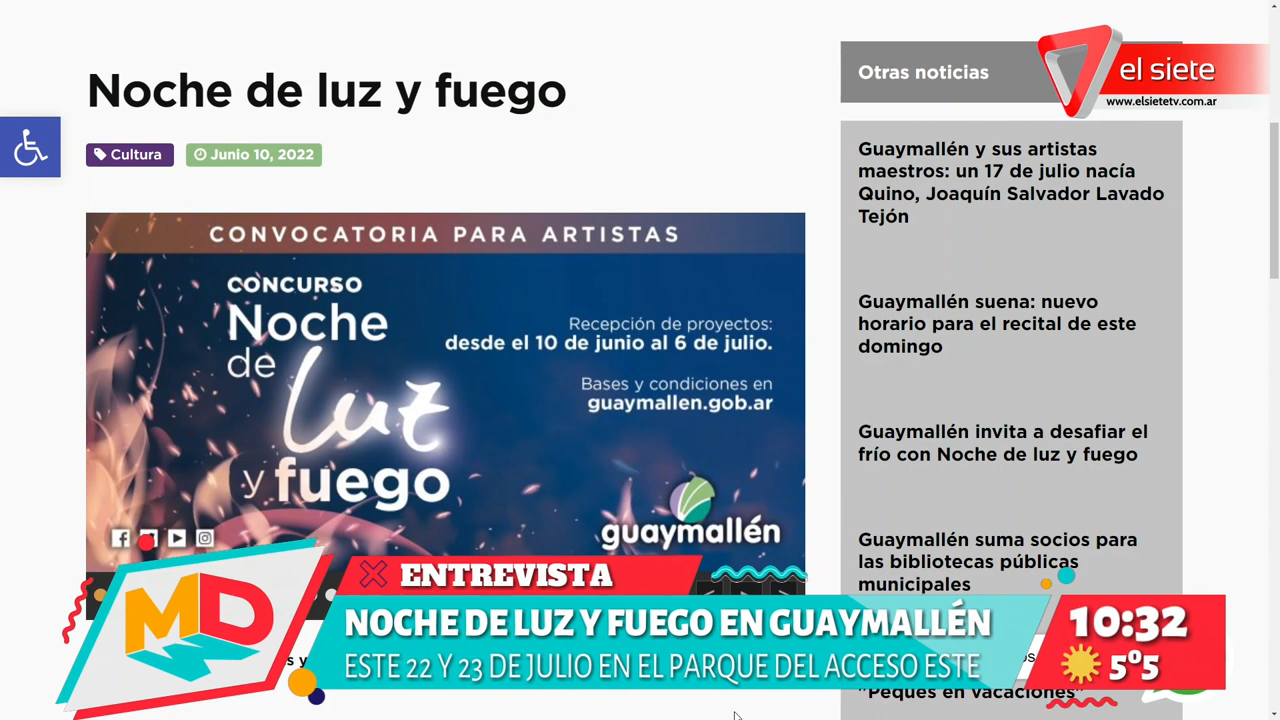 Noche de luz y fuego
Cultura
Junio 10, 2022
CONVOCATORIA PARA ARTISTAS
CONCURSO
Noche
de
luz
y fuego
Recepción de proyectos:
desde el 10 de junio al 6 de julio.
Bases y condiciones en
guaymallen.gob.ar
guaymallén
Otras noticias
el siete
www.elsietetv.com.ar
Guaymallén y sus artistas
maestros: un 17 de julio nacía
Quino, Joaquín Salvador Lavado
Tejón
Guaymallén suena: nuevo
horario para el recital de este
domingo
Guaymallén invita a desafiar el
frío con Noche de luz y fuego
Guaymallén suma socios para
las bibliotecas públicas
municipales
"Peques en vacaciones"
MD
ENTREVISTA
NOCHE DE LUZ Y FUEGO EN GUAYMALLÉN
ESTE 22 Y 23 DE JULIO EN EL PARQUE DEL ACCESO ESTE
10:32
5º5